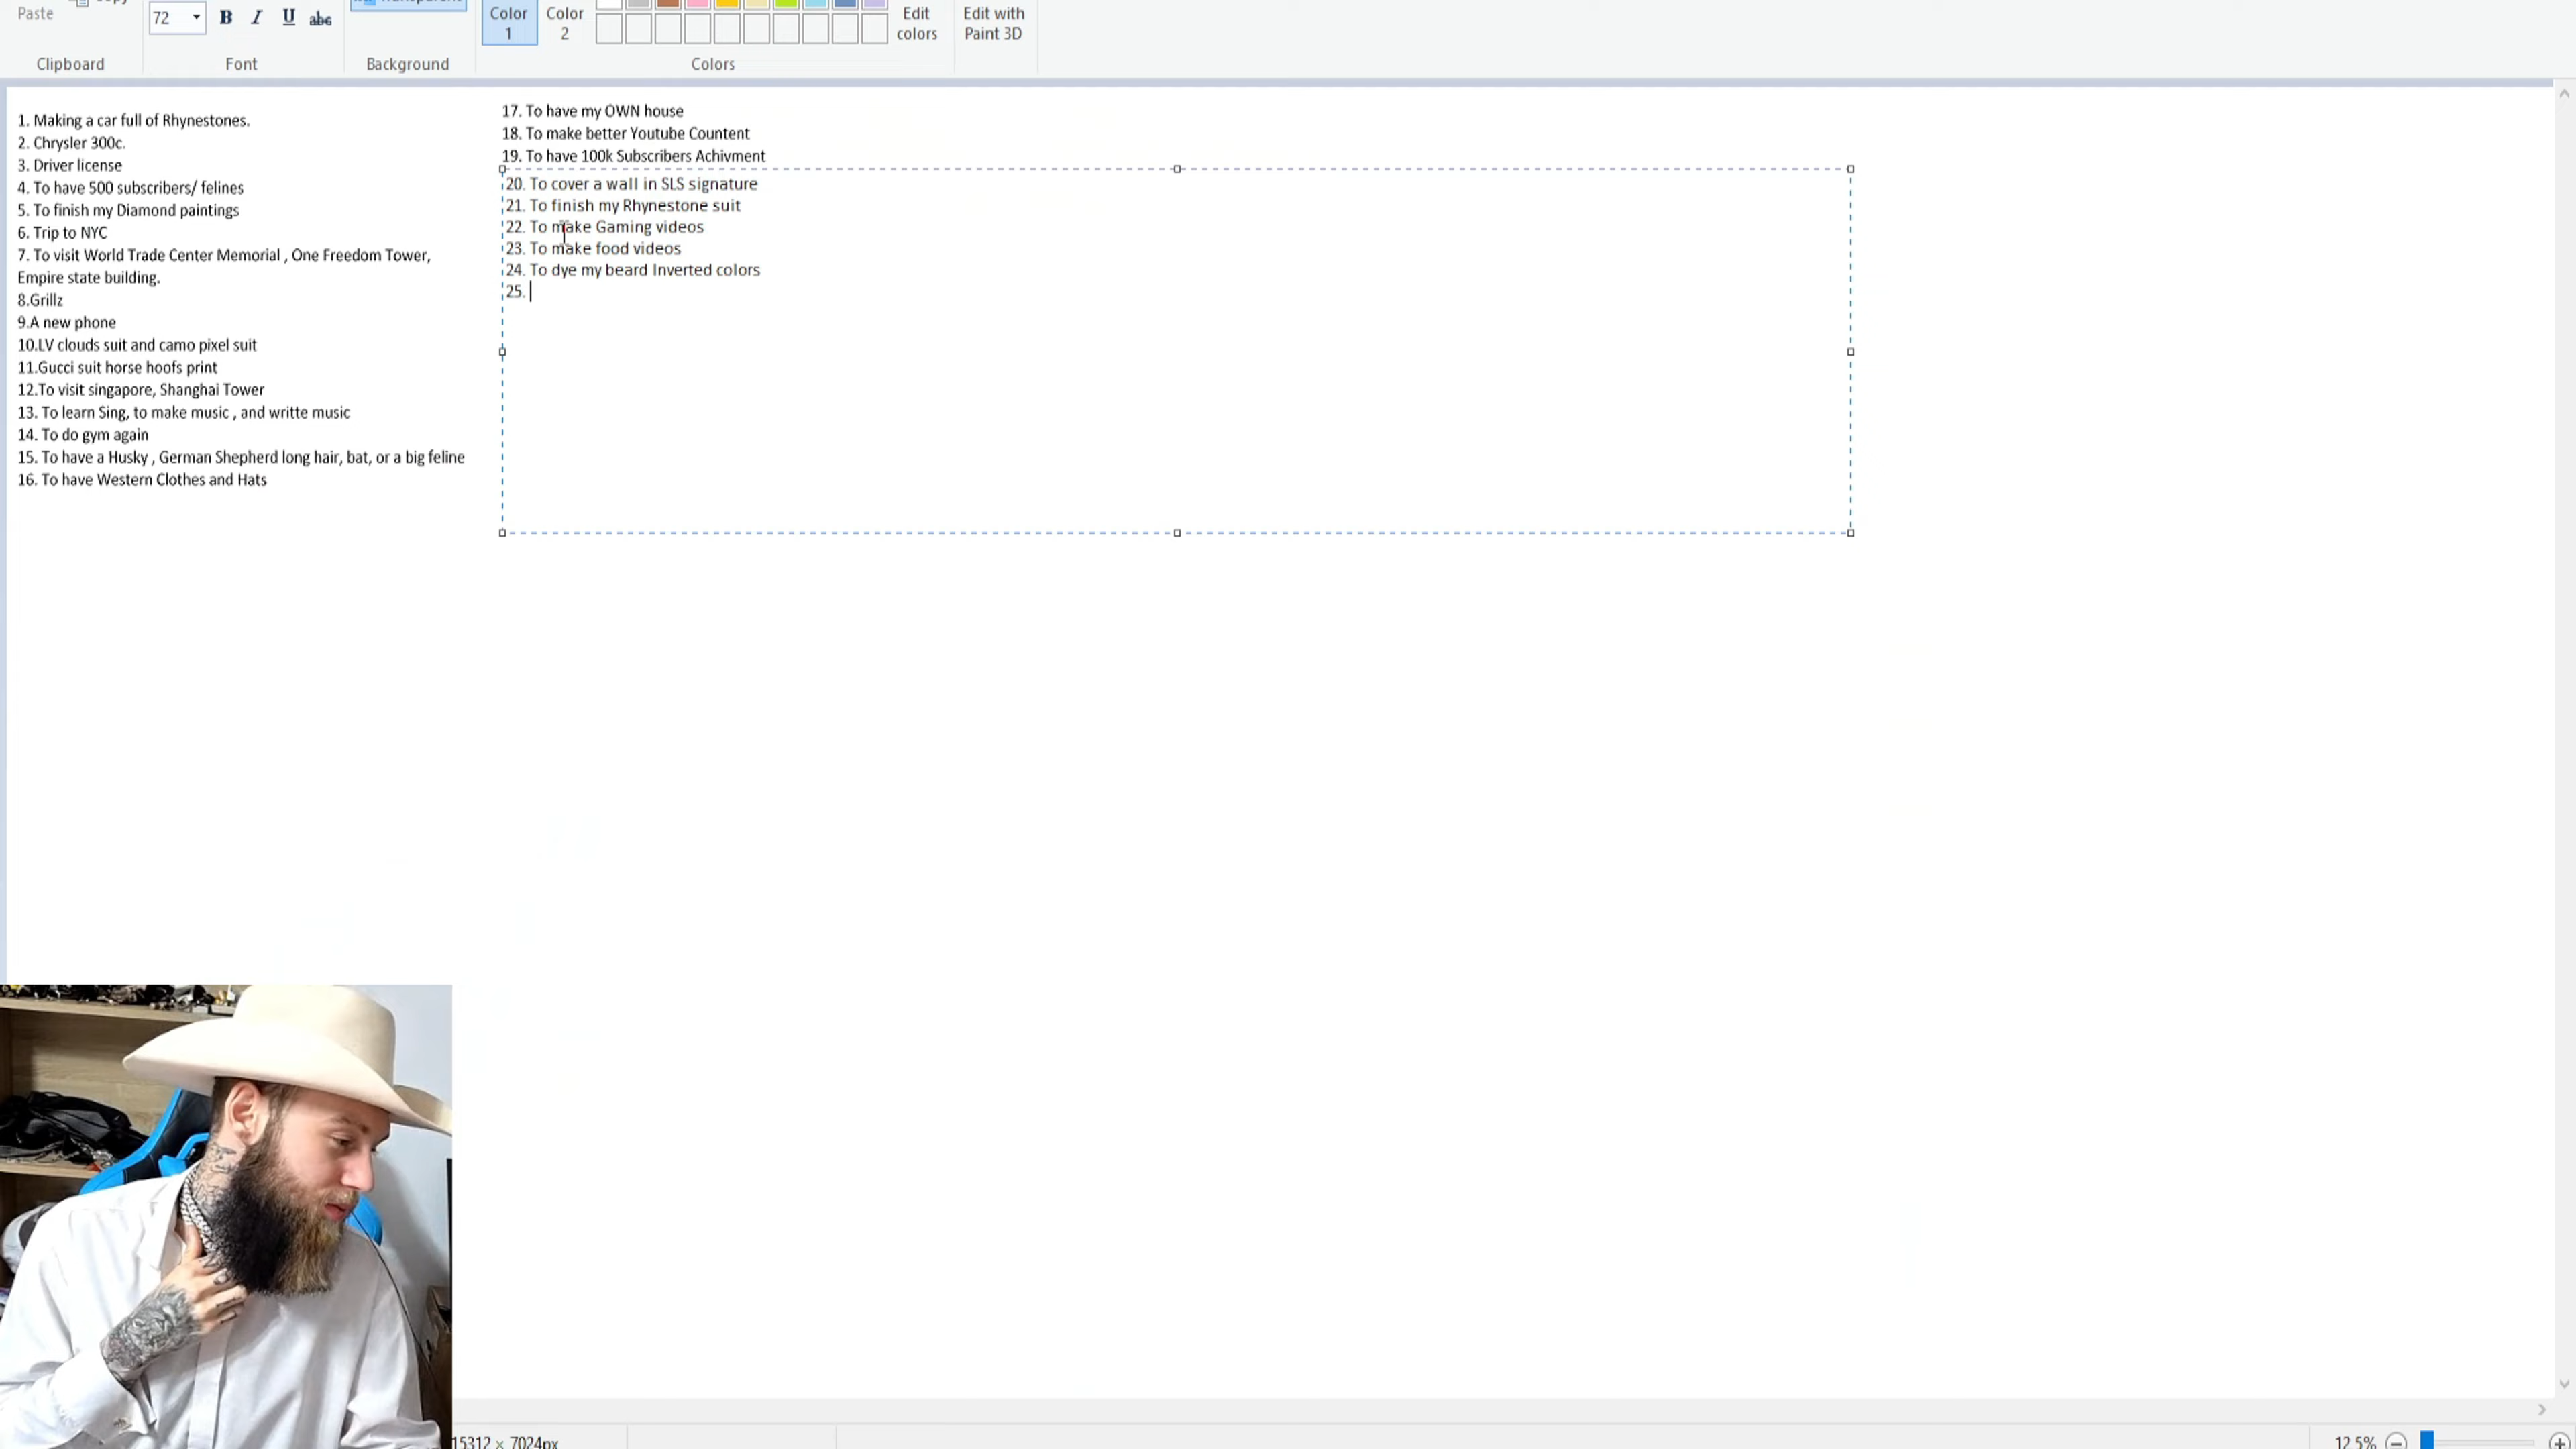 Paste
72
B I U abc
Color 1
Color 2
Edit colors
Edit with Paint 3D
Clipboard
Font
Background
Colors
1. Making a car full of Rhynestones.
2. Chrysler 300c.
3. Driver license
4. To have 500 subscribers/ felines
5. To finish my Diamond paintings
6. Trip to NYC
7. To visit World Trade Center Memorial , One Freedom Tower,
Empire state building.
8.Grillz
9.A new phone
10.LV clouds suit and camo pixel suit
11.Gucci suit horse hoofs print
12.To visit singapore, Shanghai Tower
13. To learn Sing, to make music , and writte music
14. To do gym again
15. To have a Husky , German Shepherd long hair, bat, or a big feline
16. To have Western Clothes and Hats
17. To have my OWN house
18. To make better Youtube Countent
19. To have 100k Subscribers Achivment
20. To cover a wall in SLS signature
21. To finish my Rhynestone suit
22. To make Gaming videos
23. To make food videos
24. To dye my beard Inverted colors
25.
15312 × 7024px
12.5%